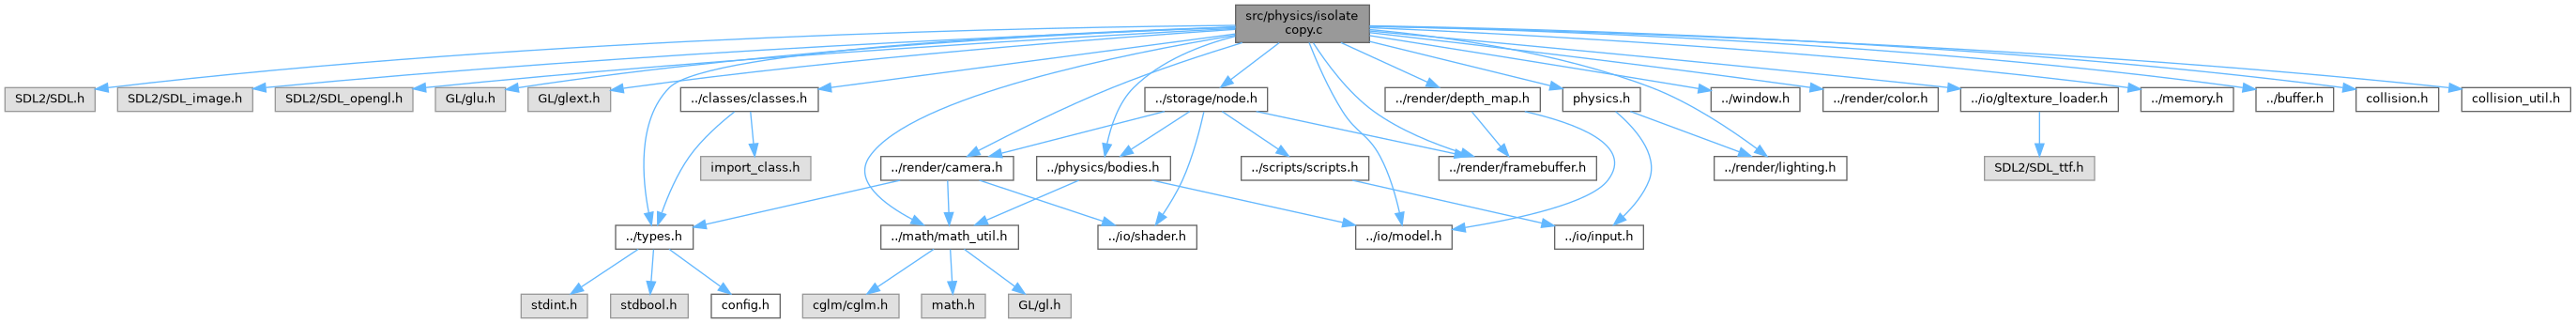 src/physics/isolate
copy.c
SDL2/SDL.h
SDL2/SDL_image.h
SDL2/SDL_opengl.h
GL/glu.h
GL/glext.h
../classes/classes.h
../storage/node.h
../render/depth_map.h
physics.h
../window.h
../render/color.h
../io/gltexture_loader.h
../memory.h
../buffer.h
collision.h
collision_util.h
import_class.h
../render/camera.h
../physics/bodies.h
../scripts/scripts.h
../render/framebuffer.h
../render/lighting.h
SDL2/SDL_ttf.h
../types.h
../math/math_util.h
../io/shader.h
../io/model.h
../io/input.h
stdint.h
stdbool.h
config.h
cglm/cglm.h
math.h
GL/gl.h